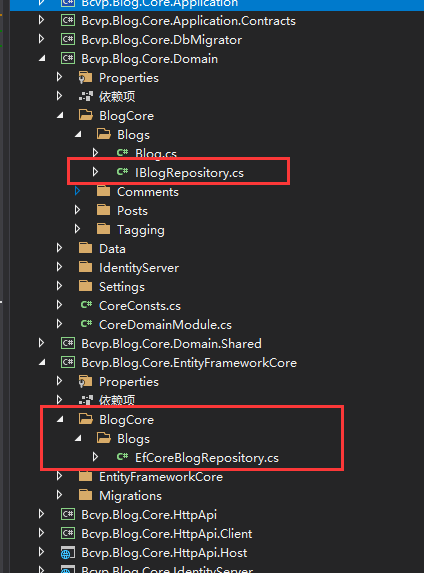 Bcvp.Blog.Core.Application
C# Bcvp.Blog.Core.Application.Contracts
C# Bcvp.Blog.Core.DbMigrator
C# Bcvp.Blog.Core.Domain
Properties
依赖项
BlogCore
Blogs
C# Blog.cs
C# IBlogRepository.cs
Comments
Posts
Tagging
Data
IdentityServer
Settings
C# CoreConsts.cs
C# CoreDomainModule.cs
C# Bcvp.Blog.Core.Domain.Shared
C# Bcvp.Blog.Core.EntityFrameworkCore
Properties
依赖项
BlogCore
Blogs
C# EfCoreBlogRepository.cs
EntityFrameworkCore
Migrations
C# Bcvp.Blog.Core.HttpApi
C# Bcvp.Blog.Core.HttpApi.Client
Bcvp.Blog.Core.HttpApi.Host
Bcvp.Blog.Core.IdentityServer